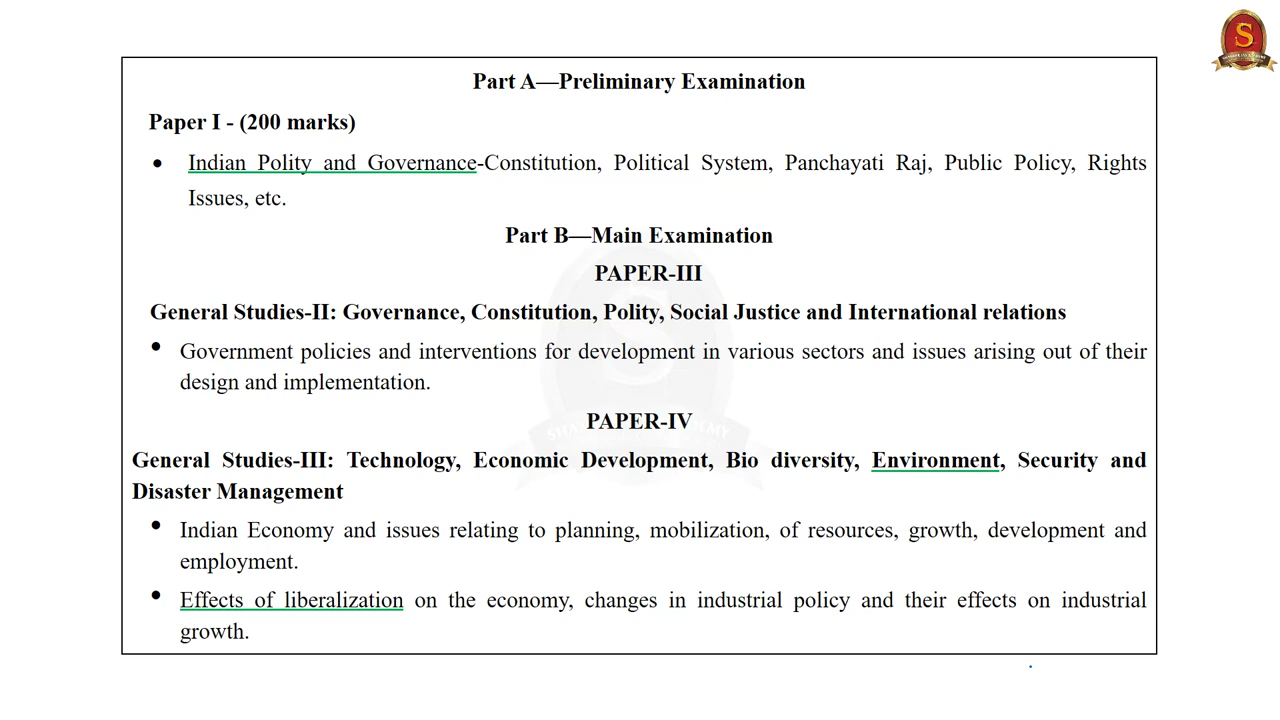 S
Part A—Preliminary Examination
Paper I - (200 marks)
• Indian Polity and Governance-Constitution, Political System, Panchayati Raj, Public Policy, Rights
Issues, etc.
Part B—Main Examination
PAPER-III
General Studies-II: Governance, Constitution, Polity, Social Justice and International relations
• Government policies and interventions for development in various sectors and issues arising out of their
design and implementation.
PAPER-IV
General Studies-III: Technology, Economic Development, Bio diversity, Environment, Security and
Disaster Management
• Indian Economy and issues relating to planning, mobilization, of resources, growth, development and
employment.
• Effects of liberalization on the economy, changes in industrial policy and their effects on industrial
growth.